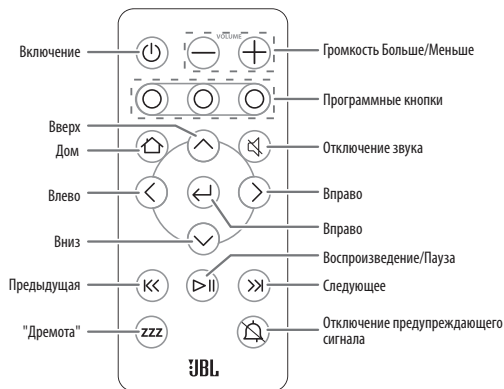 VOLUME
Включение
Громкость Больше/Меньше
Программные кнопки
Вверх
Дом
Отключение звука
Влево
Вправо
Вправо
Вниз
Воспроизведение/Пауза
Предыдущая
Следующее
"Дремота"
zzz
Отключение предупреждающего
сигнала
JBL